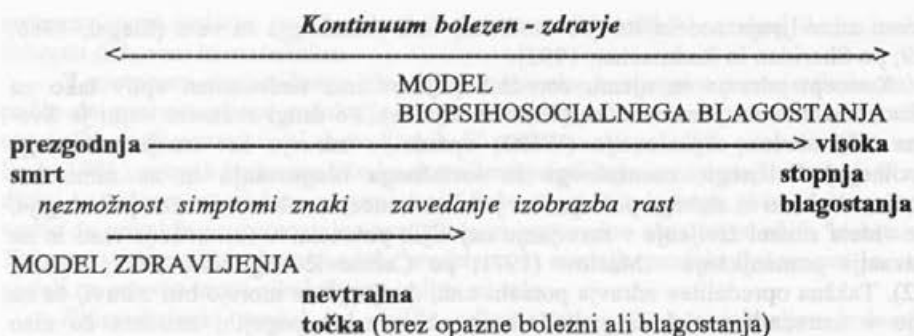 Kontinuum bolezen - zdravje
MODEL
BIOPSIHOSOCIALNEGA BLAGOSTANJA
prezgodnja visoka
smrt stopnja
nezmožnost simptomi znaki zavedanje izobrazba rast blagostanja
MODEL ZDRAVLJENJA
nevtralna
točka (brez opazne bolezni ali blagostanja)